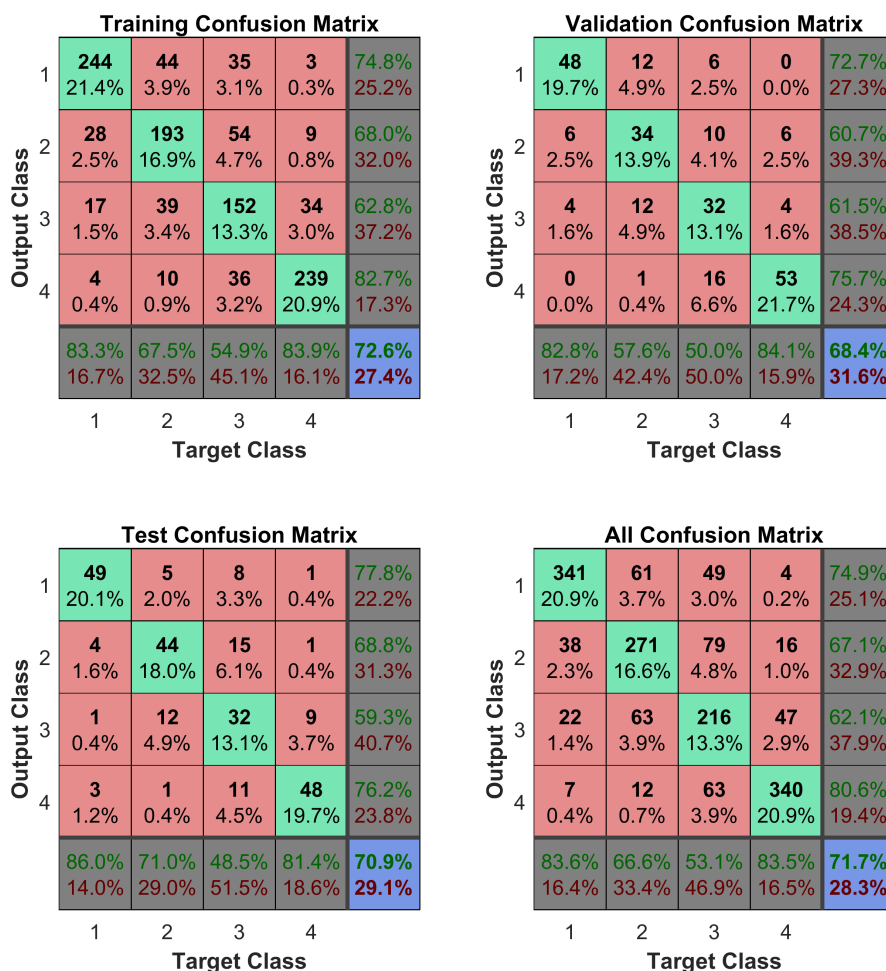 Training Confusion Matrix
244 44 35 3 74.8%
1
21.4% 3.9% 3.1% 0.3% 25.2%
28 193 54 9 68.0%
2
2.5% 16.9% 4.7% 0.8% 32.0%
17 39 152 34 62.8%
3
1.5% 3.4% 13.3% 3.0% 37.2%
4 10 36 239 82.7%
4
0.4% 0.9% 3.2% 20.9% 17.3%
83.3% 67.5% 54.9% 83.9% 72.6%
16.7% 32.5% 45.1% 16.1% 27.4%
1 2 3 4
Target Class
Output Class
Validation Confusion Matrix
48 12 6 0 72.7%
1
19.7% 4.9% 2.5% 0.0% 27.3%
6 34 10 6 60.7%
2
2.5% 13.9% 4.1% 2.5% 39.3%
4 12 32 4 61.5%
3
1.6% 4.9% 13.1% 1.6% 38.5%
0 1 16 53 75.7%
4
0.0% 0.4% 6.6% 21.7% 24.3%
82.8% 57.6% 50.0% 84.1% 68.4%
17.2% 42.4% 50.0% 15.9% 31.6%
1 2 3 4
Target Class
Output Class
Test Confusion Matrix
49 5 8 1 77.8%
1
20.1% 2.0% 3.3% 0.4% 22.2%
4 44 15 1 68.8%
2
1.6% 18.0% 6.1% 0.4% 31.3%
1 12 32 9 59.3%
3
0.4% 4.9% 13.1% 3.7% 40.7%
3 1 11 48 76.2%
4
1.2% 0.4% 4.5% 19.7% 23.8%
86.0% 71.0% 48.5% 81.4% 70.9%
14.0% 29.0% 51.5% 18.6% 29.1%
1 2 3 4
Target Class
Output Class
All Confusion Matrix
341 61 49 4 74.9%
1
20.9% 3.7% 3.0% 0.2% 25.1%
38 271 79 16 67.1%
2
2.3% 16.6% 4.8% 1.0% 32.9%
22 63 216 47 62.1%
3
1.4% 3.9% 13.3% 2.9% 37.9%
7 12 63 340 80.6%
4
0.4% 0.7% 3.9% 20.9% 19.4%
83.6% 66.6% 53.1% 83.5% 71.7%
16.4% 33.4% 46.9% 16.5% 28.3%
1 2 3 4
Target Class
Output Class